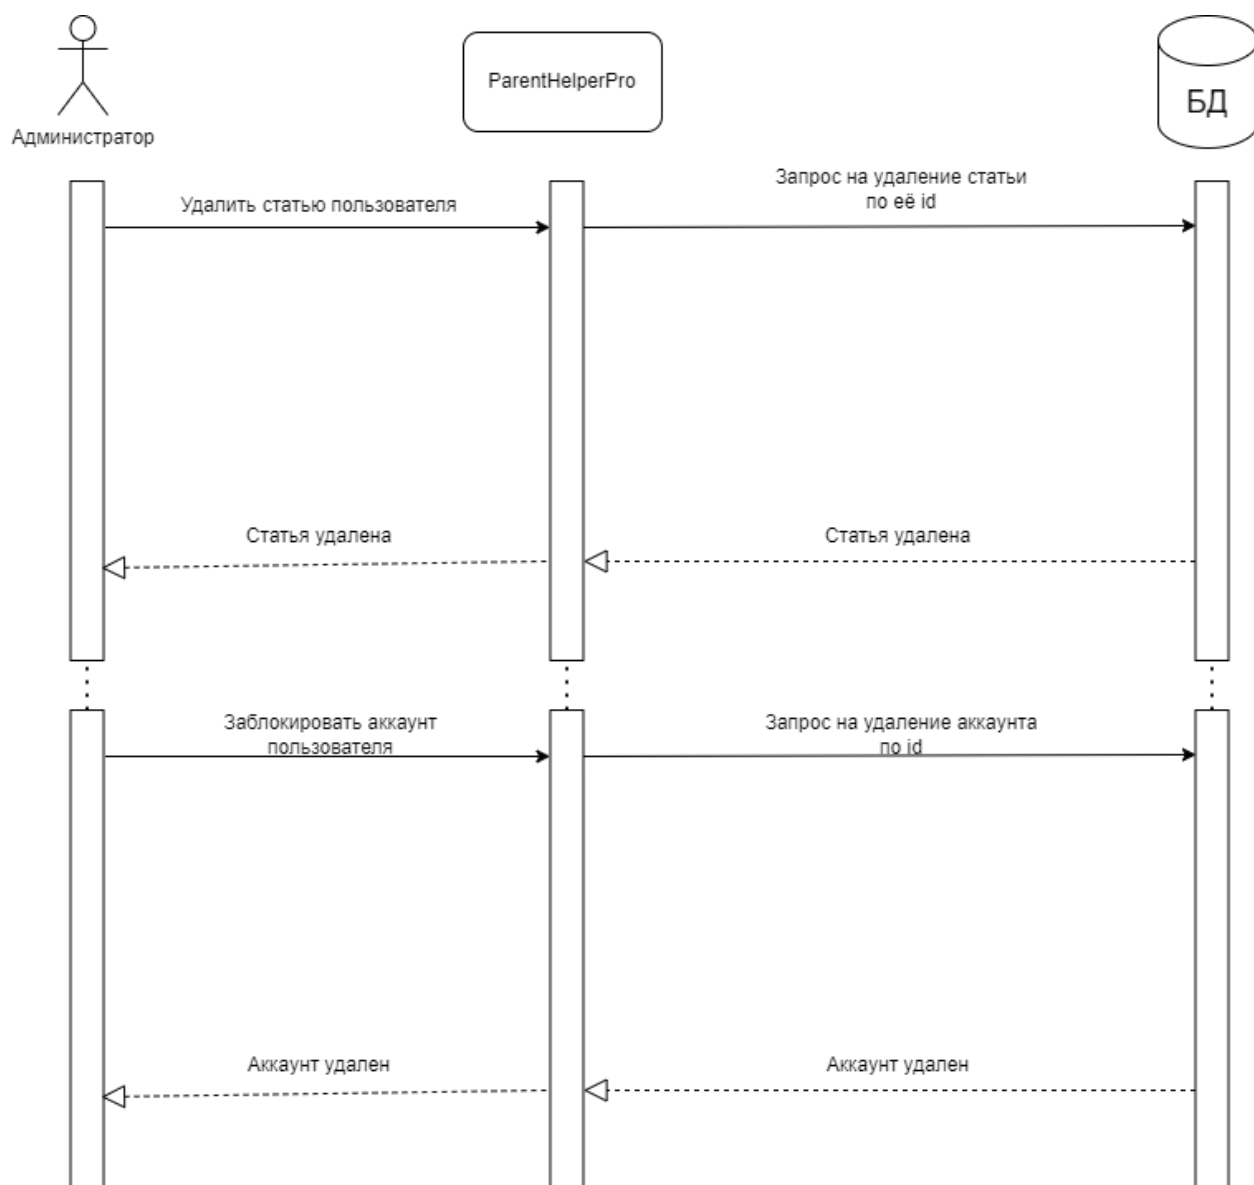 Администратор
ParentHelperPro
БД
Удалить статью пользователя
Запрос на удаление статьи
по её id
Статья удалена
Статья удалена
Заблокировать аккаунт
пользователя
Запрос на удаление аккаунта
по id
Аккаунт удален
Аккаунт удален